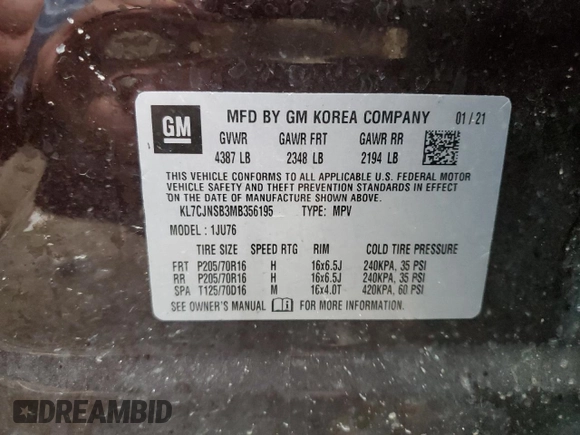 GM
MFD BY GM KOREA COMPANY 01 / 21
GVWR GAWR FRT GAWR RR
4387 LB 2348 LB 2194 LB
THIS VEHICLE CONFORMS TO ALL APPLICABLE U.S. FEDERAL MOTOR
VEHICLE SAFETY AND THEFT PREVENTION STANDARDS IN EFFECT
ON THE DATE OF MANUFACTURE SHOWN ABOVE.
KL7CJNSB3MB356195 TYPE: MPV
MODEL : 1JU76
TIRE SIZE SPEED RTG RIM COLD TIRE PRESSURE
FRT P205/70R16 H 16x6.5J 240KPA, 35 PSI
RR P205/70R16 H 16x6.5J 240KPA, 35 PSI
SPA T125/70D16 M 16x4.0T 420KPA, 60 PSI
SEE OWNER'S MANUAL FOR MORE INFORMATION.
DREAMBID